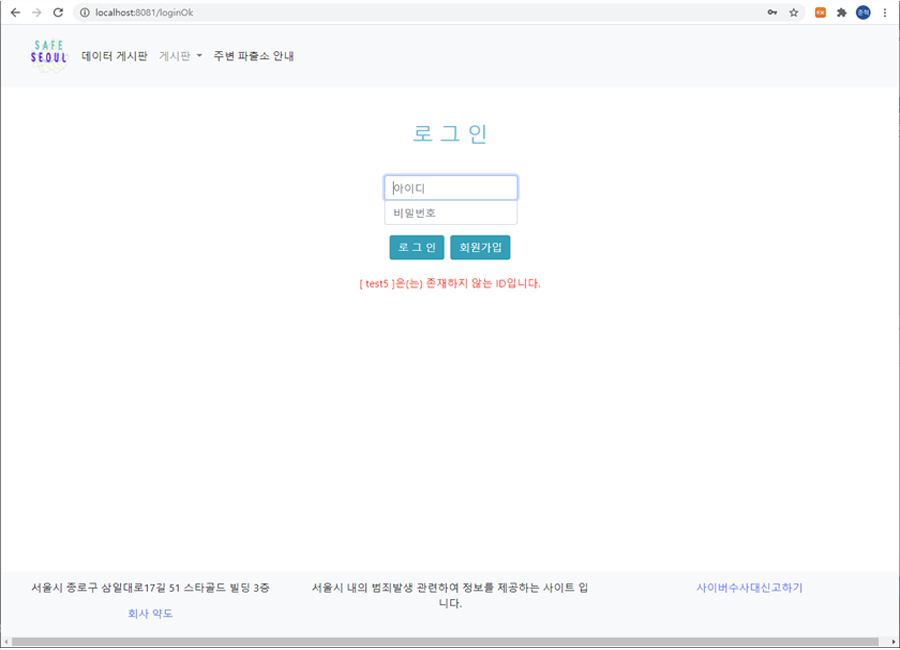 localhost:8081/loginOk
SAFE
SEOUL
데이터 게시판 게시판 주변 파출소 안내
로 그 인
아이디
비밀번호
로 그 인 회원가입
[ test5 ]은(는) 존재하지 않는 ID입니다.
서울시 종로구 삼일대로17길 51 스타골드 빌딩 3층
회사 약도
서울시 내의 범죄발생 관련하여 정보를 제공하는 사이트 입
니다.
사이버수사대신고하기